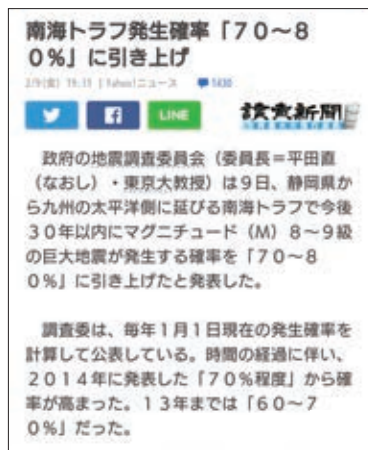 南海トラフ発生確率「70～8
0%」に引き上げ
2/9(金) 19:31 | Yahoo!ニュース 1430
LINE
讀賣新聞
　政府の地震調査委員会（委員長＝平田直
（なおし）・東京大教授）は9日、静岡県か
ら九州の太平洋側に延びる南海トラフで今後
30年以内にマグニチュード（M）8～9級
の巨大地震が発生する確率を「70～8
0%」に引き上げたと発表した。
　調査委は、毎年1月1日現在の発生確率を
計算して公表している。時間の経過に伴い、
2014年に発表した「70%程度」から確
率が高まった。13年までは「60～7
0%」だった。